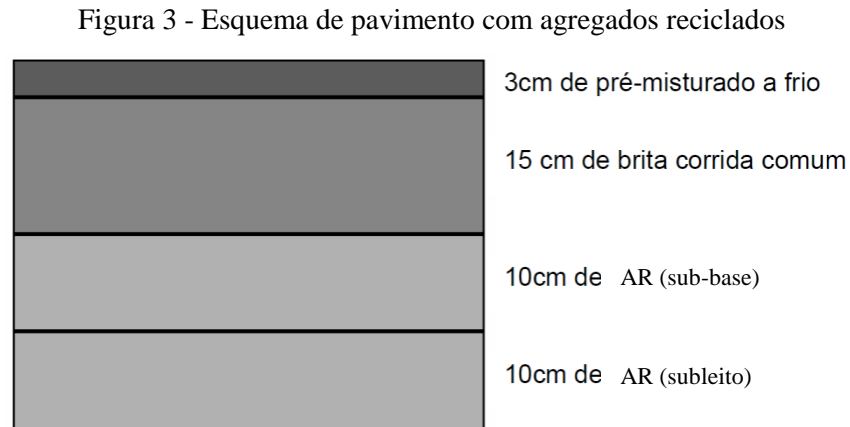 Figura 3 - Esquema de pavimento com agregados reciclados
3cm de pré-misturado a frio
15 cm de brita corrida comum
10cm de AR (sub-base)
10cm de AR (subleito)